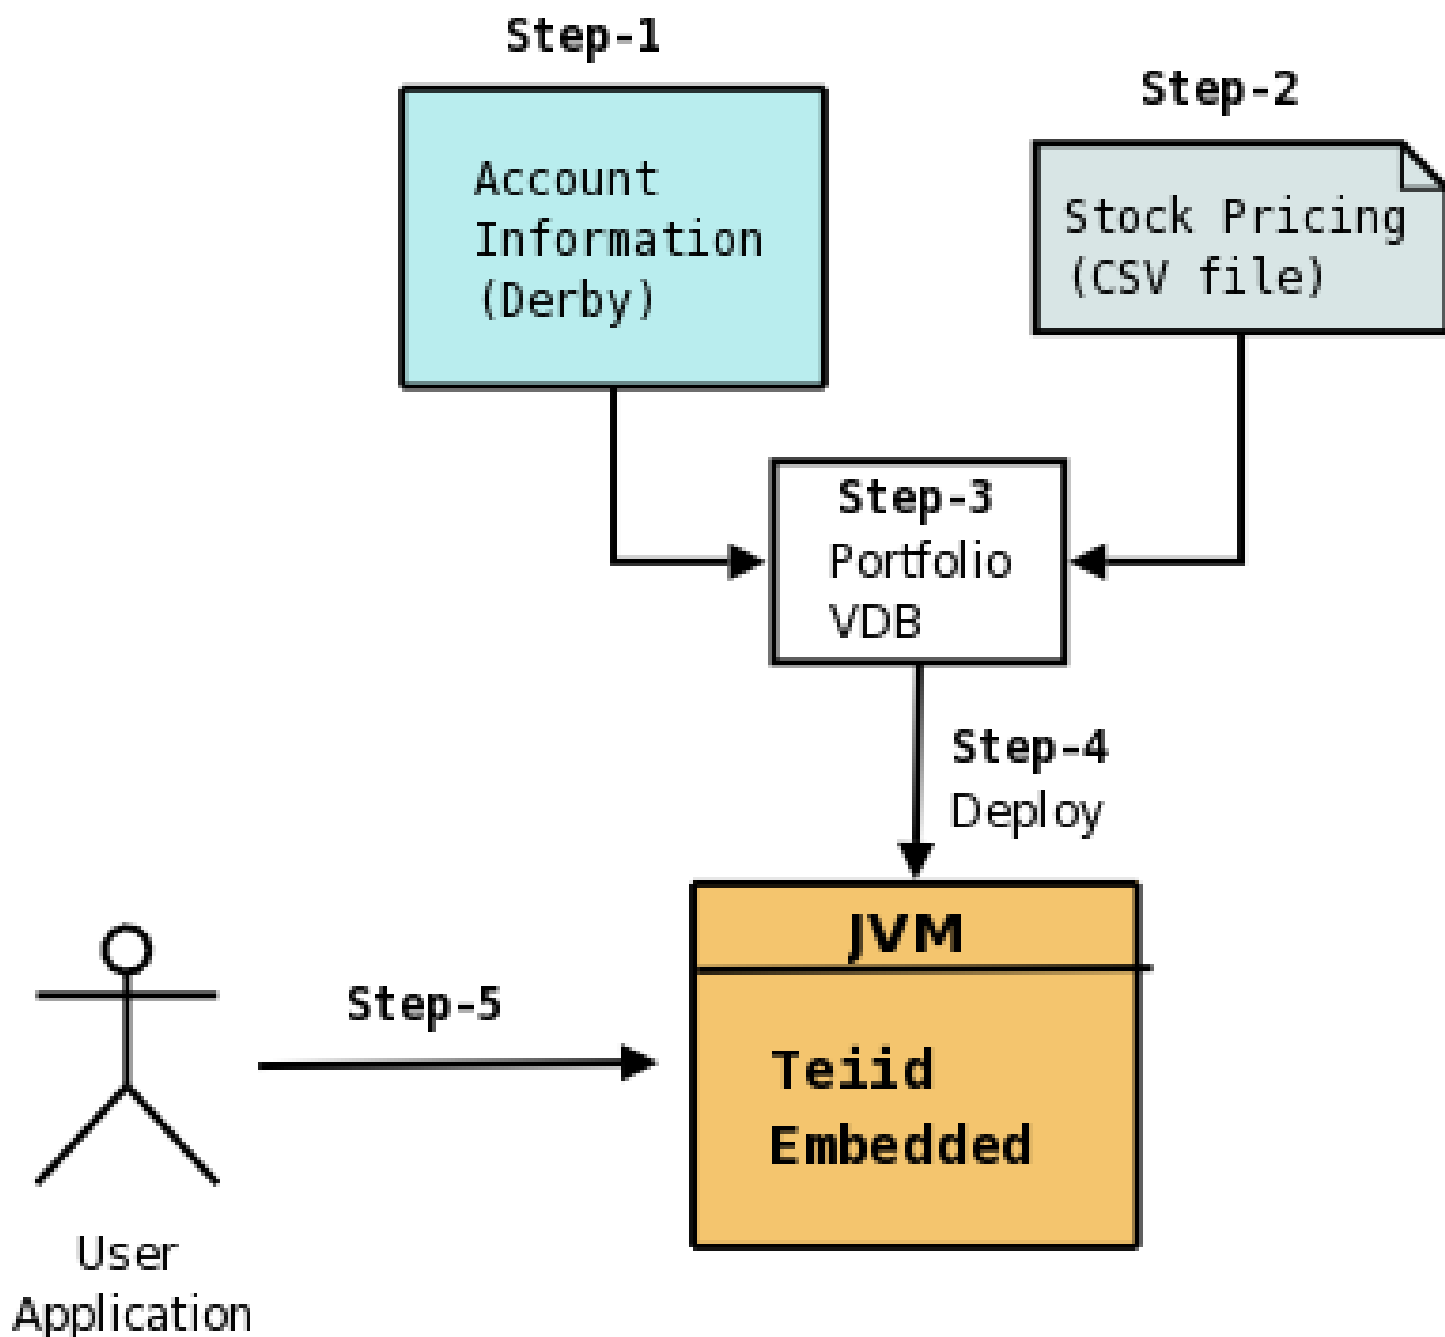 Step-1
Account
Information
(Derby)
Step-2
Stock Pricing
(CSV file)
Step-3
Portfolio
VDB
Step-4
Deploy
JVM
Teiid
Embedded
Step-5
User
Application